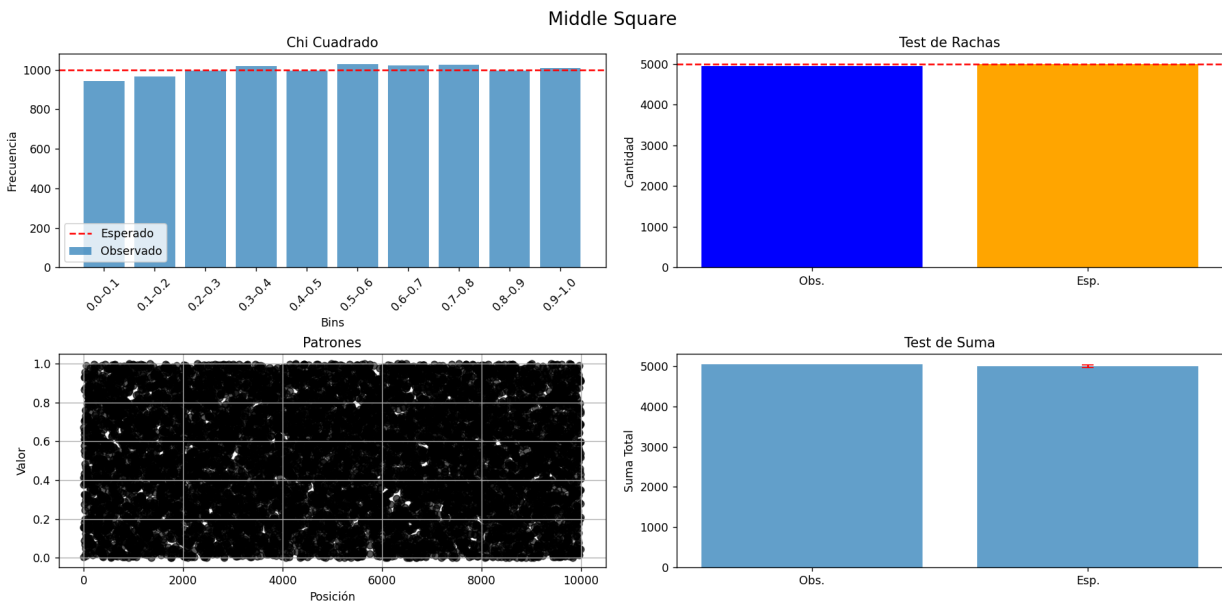 Middle Square
Chi Cuadrado
Frecuencia
1000
800
600
400
200
0
Esperado
Observado
0.0–0.1
0.1–0.2
0.2–0.3
0.3–0.4
0.4–0.5
0.5–0.6
0.6–0.7
0.7–0.8
0.8–0.9
0.9–1.0
Bins
Test de Rachas
Cantidad
5000
4000
3000
2000
1000
0
Obs.
Esp.
Patrones
Valor
1.0
0.8
0.6
0.4
0.2
0.0
0
2000
4000
6000
8000
10000
Posición
Test de Suma
Suma Total
5000
4000
3000
2000
1000
0
Obs.
Esp.